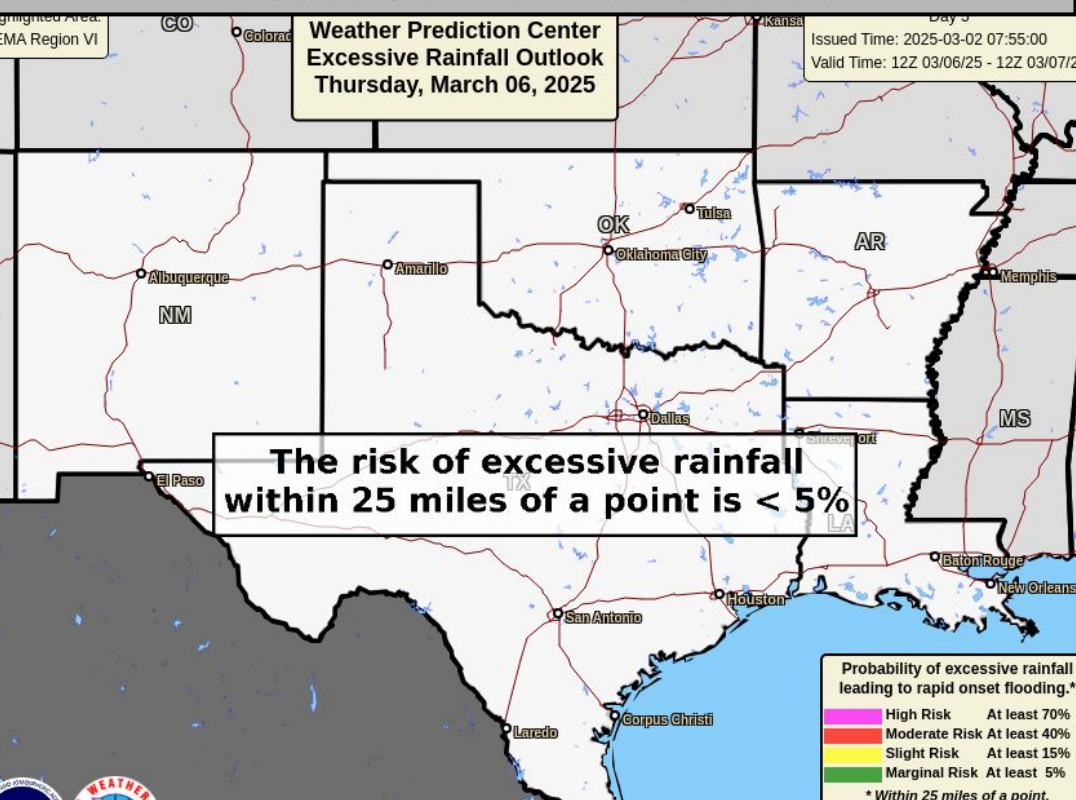 ghlighted Area:
EMA Region VI
CO
Colorad
Weather Prediction Center
Excessive Rainfall Outlook
Thursday, March 06, 2025
Kansa
Day 5
Issued Time: 2025-03-02 07:55:00
Valid Time: 12Z 03/06/25 - 12Z 03/07/2
Tulsa
OK
Oklahoma City
AR
Amarillo
Albuquerque
Memphis
NM
Dallas
MS
Shreveport
The risk of excessive rainfall
within 25 miles of a point is < 5%
El Paso
TX
LA
Baton Rouge
New Orleans
Houston
San Antonio
Corpus Christi
Laredo
Probability of excessive rainfall
leading to rapid onset flooding.*
High Risk At least 70%
Moderate Risk At least 40%
Slight Risk At least 15%
Marginal Risk At least 5%
* Within 25 miles of a point.
WEATHER